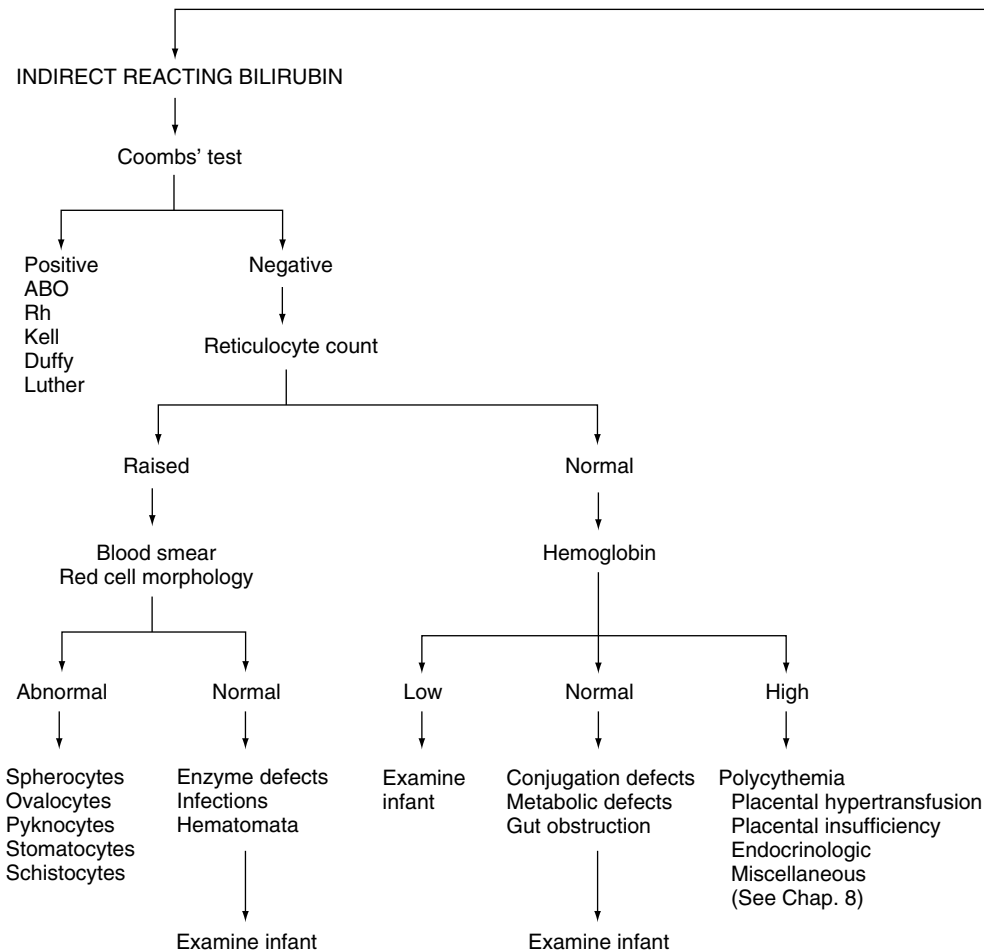 INDIRECT REACTING BILIRUBIN
Coombs' test
Positive
ABO
Rh
Kell
Duffy
Luther
Negative
Reticulocyte count
Raised
Normal
Blood smear
Red cell morphology
Hemoglobin
Abnormal
Normal
Low
Normal
High
Spherocytes
Ovalocytes
Pyknocytes
Stomatocytes
Schistocytes
Enzyme defects
Infections
Hematomata
Examine
infant
Conjugation defects
Metabolic defects
Gut obstruction
Polycythemia
Placental hypertransfusion
Placental insufficiency
Endocrinologic
Miscellaneous
(See Chap. 8)
Examine infant
Examine infant